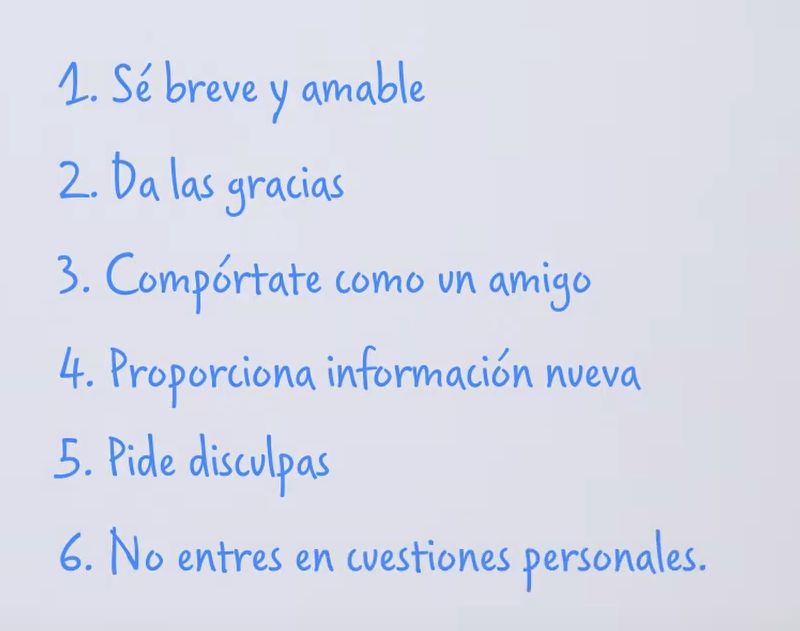 1. Sé breve y amable
2. Da las gracias
3. Compórtate como un amigo
4. Proporciona información nueva
5. Pide disculpas
6. No entres en cuestiones personales.